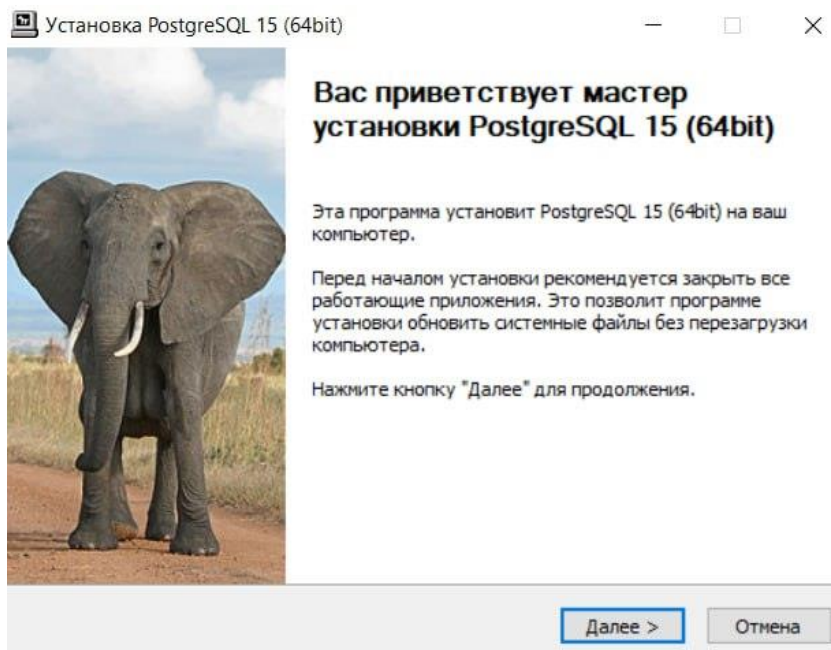 Установка PostgreSQL 15 (64bit)
Вас приветствует мастер
установки PostgreSQL 15 (64bit)
Эта программа установит PostgreSQL 15 (64bit) на ваш
компьютер.
Перед началом установки рекомендуется закрыть все
работающие приложения. Это позволит программе
установки обновить системные файлы без перезагрузки
компьютера.
Нажмите кнопку "Далее" для продолжения.
Далее >
Отмена